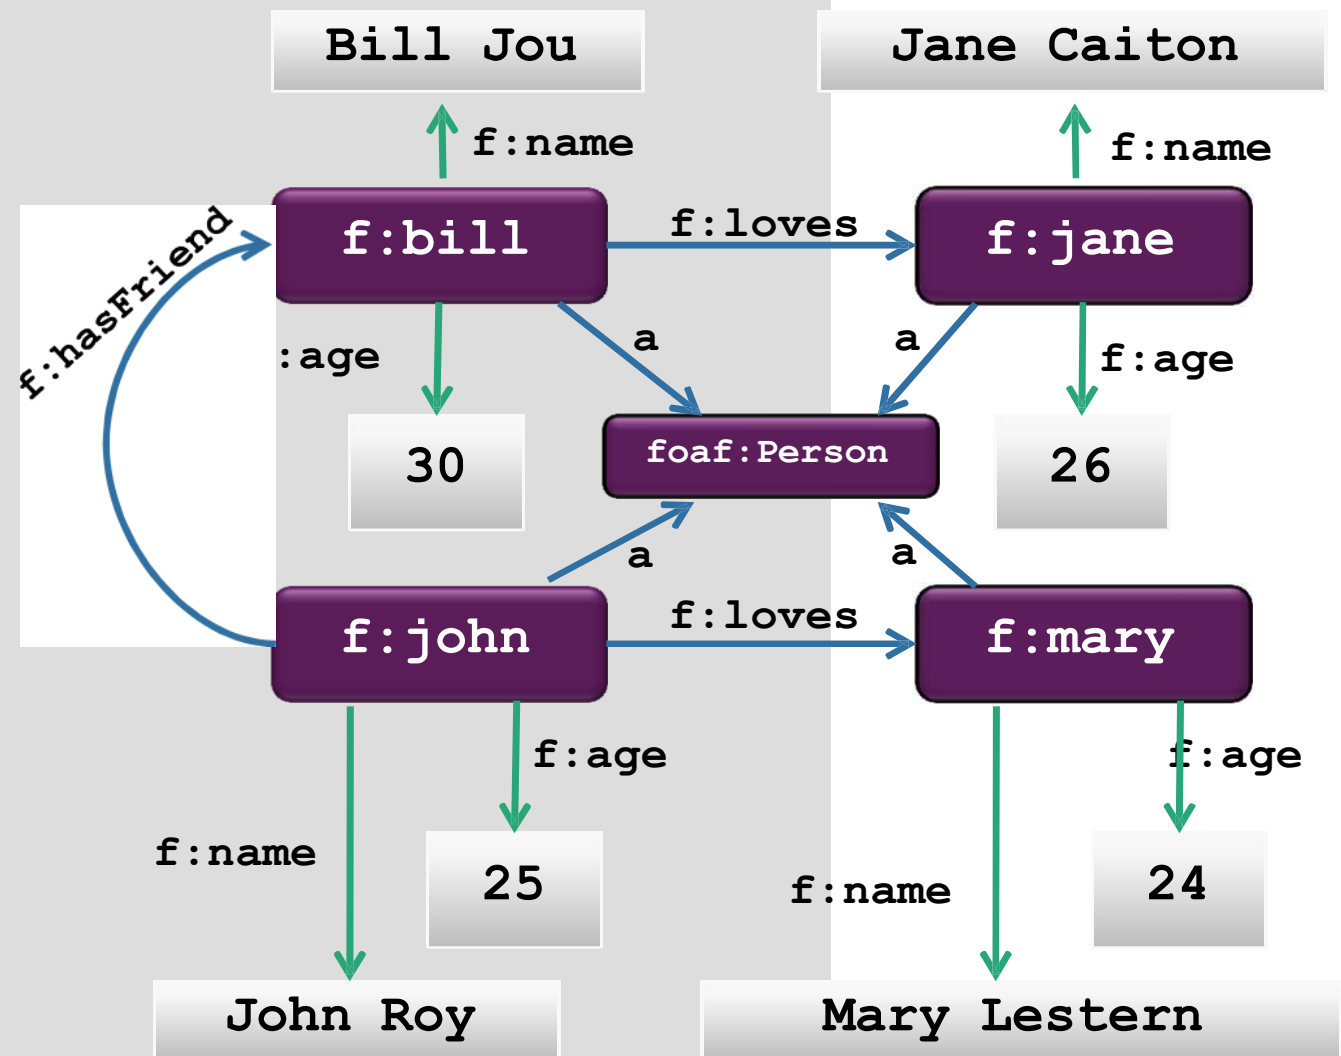 Bill Jou
Jane Caiton
f:name
f:name
f:bill
f:loves
f:jane
f:hasFriend
:age
a
a
f:age
30
foaf:Person
26
a
a
f:john
f:loves
f:mary
f:age
f:age
f:name
25
f:name
24
John Roy
Mary Lestern